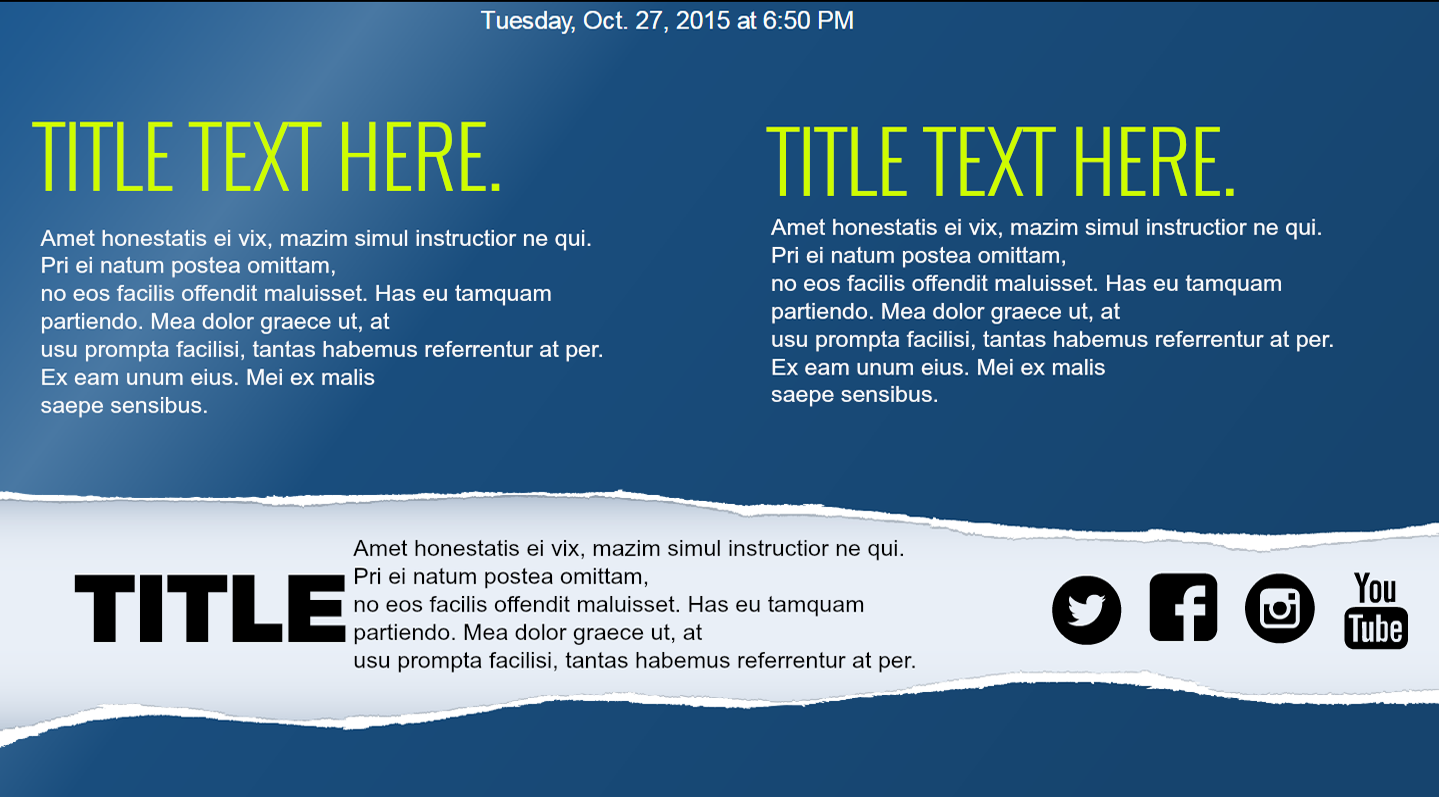 Tuesday, Oct. 27, 2015 at 6:50 PM
TITLE TEXT HERE.
Amet honestatis ei vix, mazim simul instructior ne qui.
Pri ei natum postea omittam,
no eos facilis offendit maluisset. Has eu tamquam
partiendo. Mea dolor graece ut, at
usu prompta facilisi, tantas habemus referrentur at per.
Ex eam unum eius. Mei ex malis
saepe sensibus.
TITLE TEXT HERE.
Amet honestatis ei vix, mazim simul instructior ne qui.
Pri ei natum postea omittam,
no eos facilis offendit maluisset. Has eu tamquam
partiendo. Mea dolor graece ut, at
usu prompta facilisi, tantas habemus referrentur at per.
Ex eam unum eius. Mei ex malis
saepe sensibus.
TITLE
Amet honestatis ei vix, mazim simul instructior ne qui.
Pri ei natum postea omittam,
no eos facilis offendit maluisset. Has eu tamquam
partiendo. Mea dolor graece ut, at
usu prompta facilisi, tantas habemus referrentur at per.
You
Tube